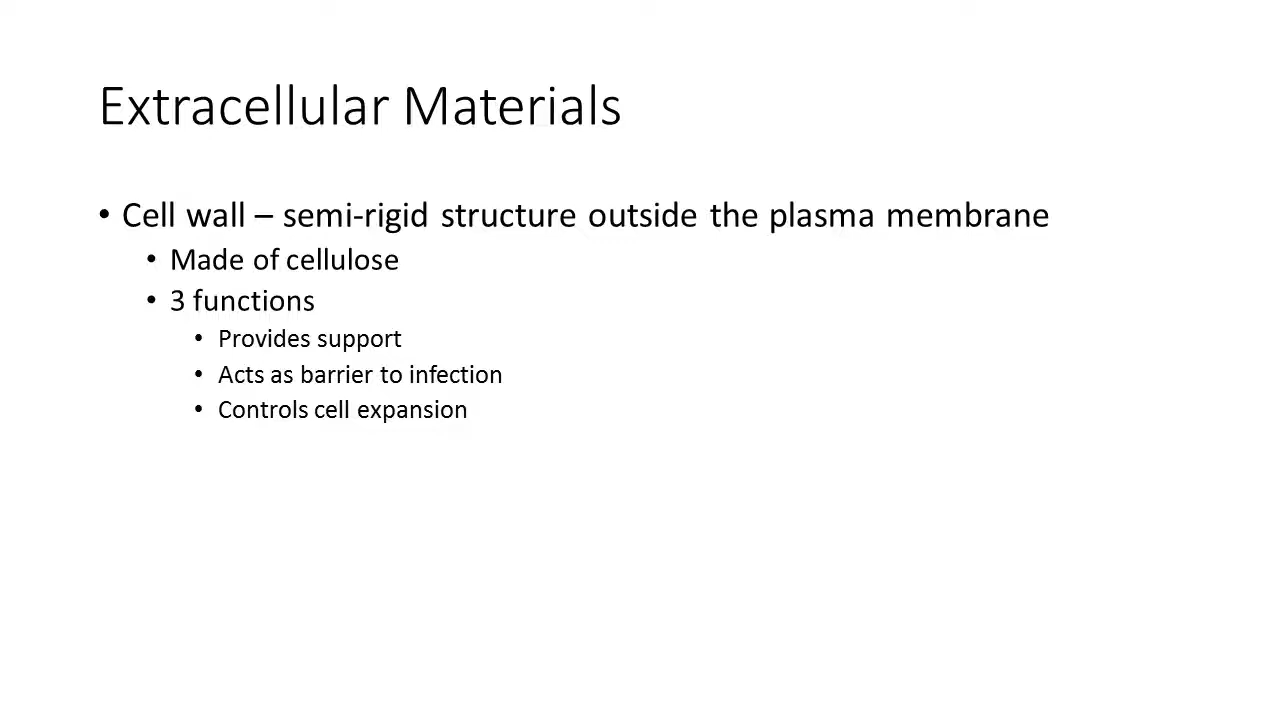 Extracellular Materials
• Cell wall – semi-rigid structure outside the plasma membrane
• Made of cellulose
• 3 functions
• Provides support
• Acts as barrier to infection
• Controls cell expansion